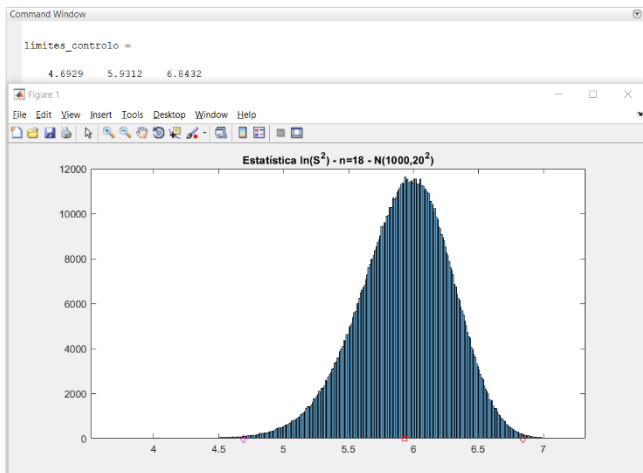 Command Window
limites_controlo =
4.6929 5.9312 6.8432
Figure 1
File Edit View Insert Tools Desktop Window Help
Estatística ln(S²) - n=18 - N(1000,20²)
12000
10000
8000
6000
4000
2000
0
4 4.5 5 5.5 6 6.5 7